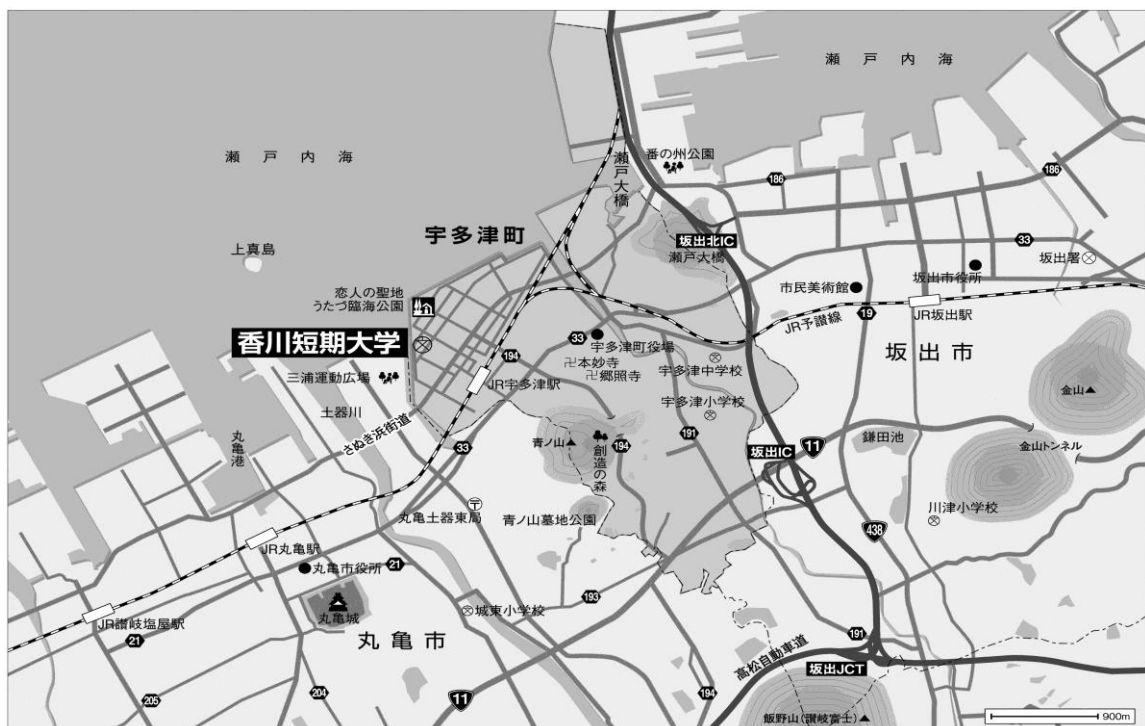 瀬戸内海
瀬戸内海
番の州公園
瀬戸大橋
186
186
宇多津町
坂出北IC
瀬戸大橋
33
坂出署
上真島
坂出市役所
市民美術館
恋人の聖地
うたづ臨海公園
JR坂出駅
19
JR予讃線
香川短期大学
33
宇多津町役場
194
卍本妙寺
宇多津中学校
坂出市
三浦運動広場
JR宇多津駅
卍郷照寺
金山▲
土器川
宇多津小学校
さぬき浜街道
丸亀港
33
青ノ山▲
創造の森
194
191
坂出IC
11
鎌田池
金山トンネル
丸亀土器東局
青ノ山墓地公園
川津小学校
438
JR丸亀駅
丸亀市役所
21
193
丸亀城
城東小学校
JR讃岐塩屋駅
21
丸亀市
191
高松自動車道
坂出JCT
205
204
11
194
飯野山(讃岐富士)▲
900m